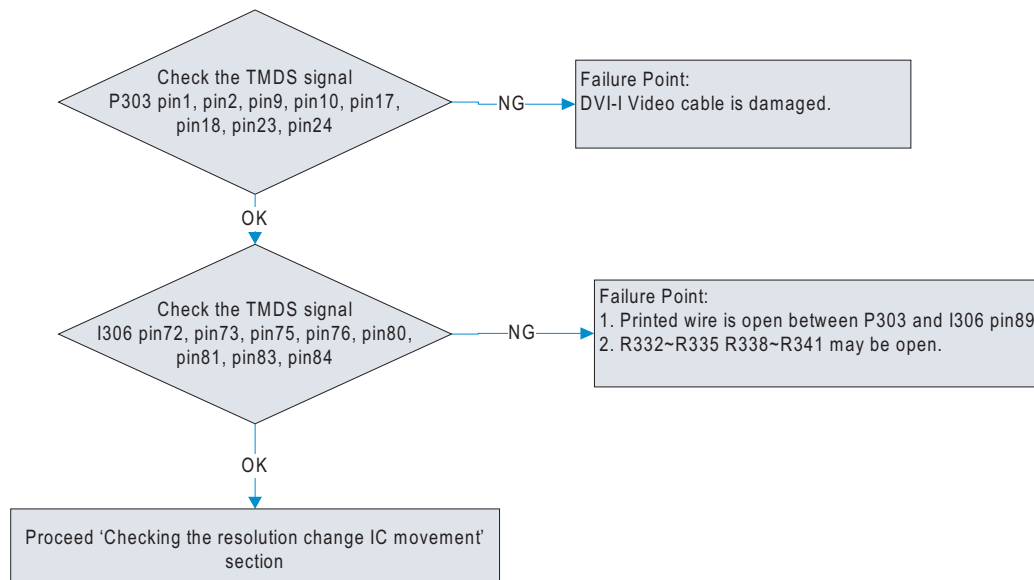 Check the TMDS signal
P303 pin1, pin2, pin9, pin10, pin17,
pin18, pin23, pin24
NG
Failure Point:
DVI-I Video cable is damaged.
OK
Check the TMDS signal
I306 pin72, pin73, pin75, pin76, pin80,
pin81, pin83, pin84
NG
Failure Point:
1. Printed wire is open between P303 and I306 pin89
2. R332~R335 R338~R341 may be open.
OK
Proceed ‘Checking the resolution change IC movement’
section